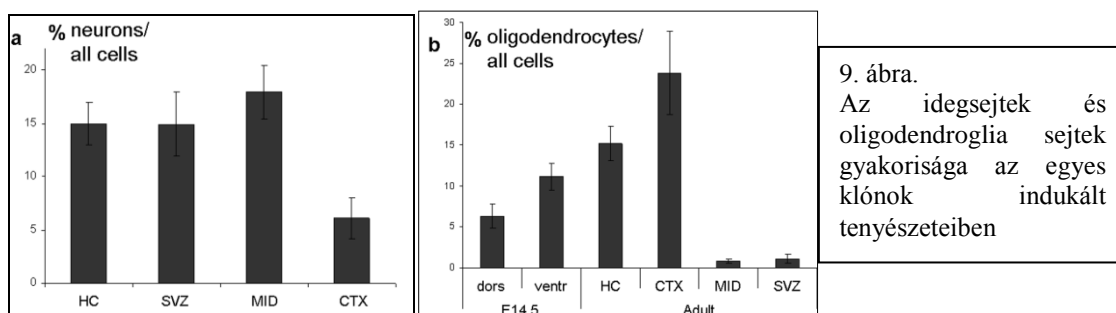 a
% neurons/
all cells
20
15
10
5
0
HC SVZ MID CTX
b
% oligodendrocytes/
all cells
30
25
20
15
10
5
0
dors ventr HC CTX MID SVZ
E14.5 Adult
9. ábra.
Az idegsejtek és
oligodendroglia sejtek
gyakorisága az egyes
klónok indukált
tenyészeteiben